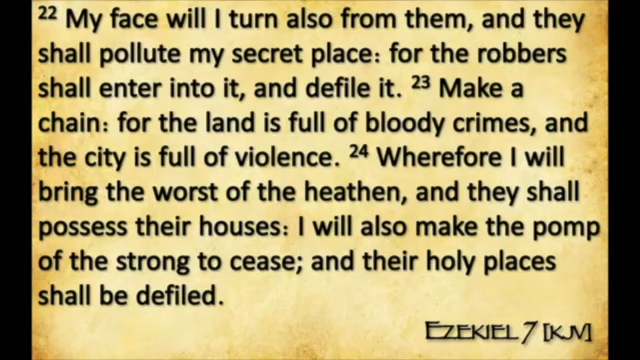 22 My face will I turn also from them, and they
shall pollute my secret place: for the robbers
shall enter into it, and defile it. 23 Make a
chain: for the land is full of bloody crimes, and
the city is full of violence. 24 Wherefore I will
bring the worst of the heathen, and they shall
possess their houses: I will also make the pomp
of the strong to cease; and their holy places
shall be defiled.
Ezekiel 7 [KJV]